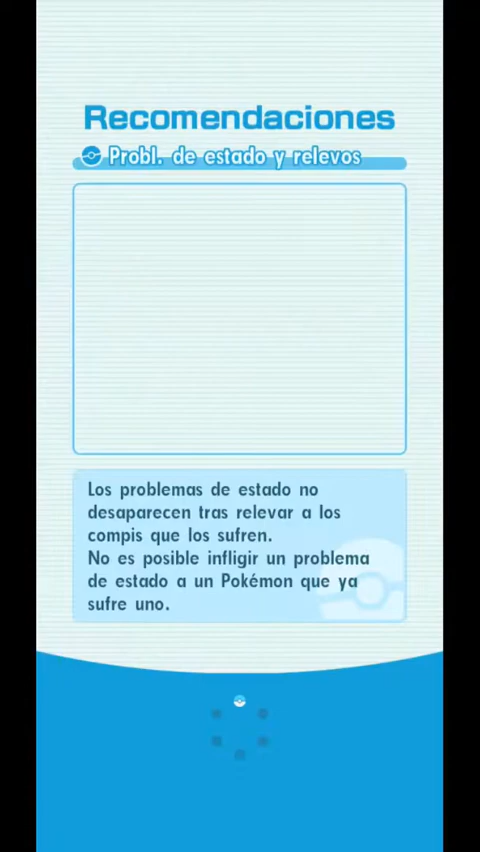 Recomendaciones
Probl. de estado y relevos
Los problemas de estado no
desaparecen tras relevar a los
compis que los sufren.
No es posible infligir un problema
de estado a un Pokémon que ya
sufre uno.